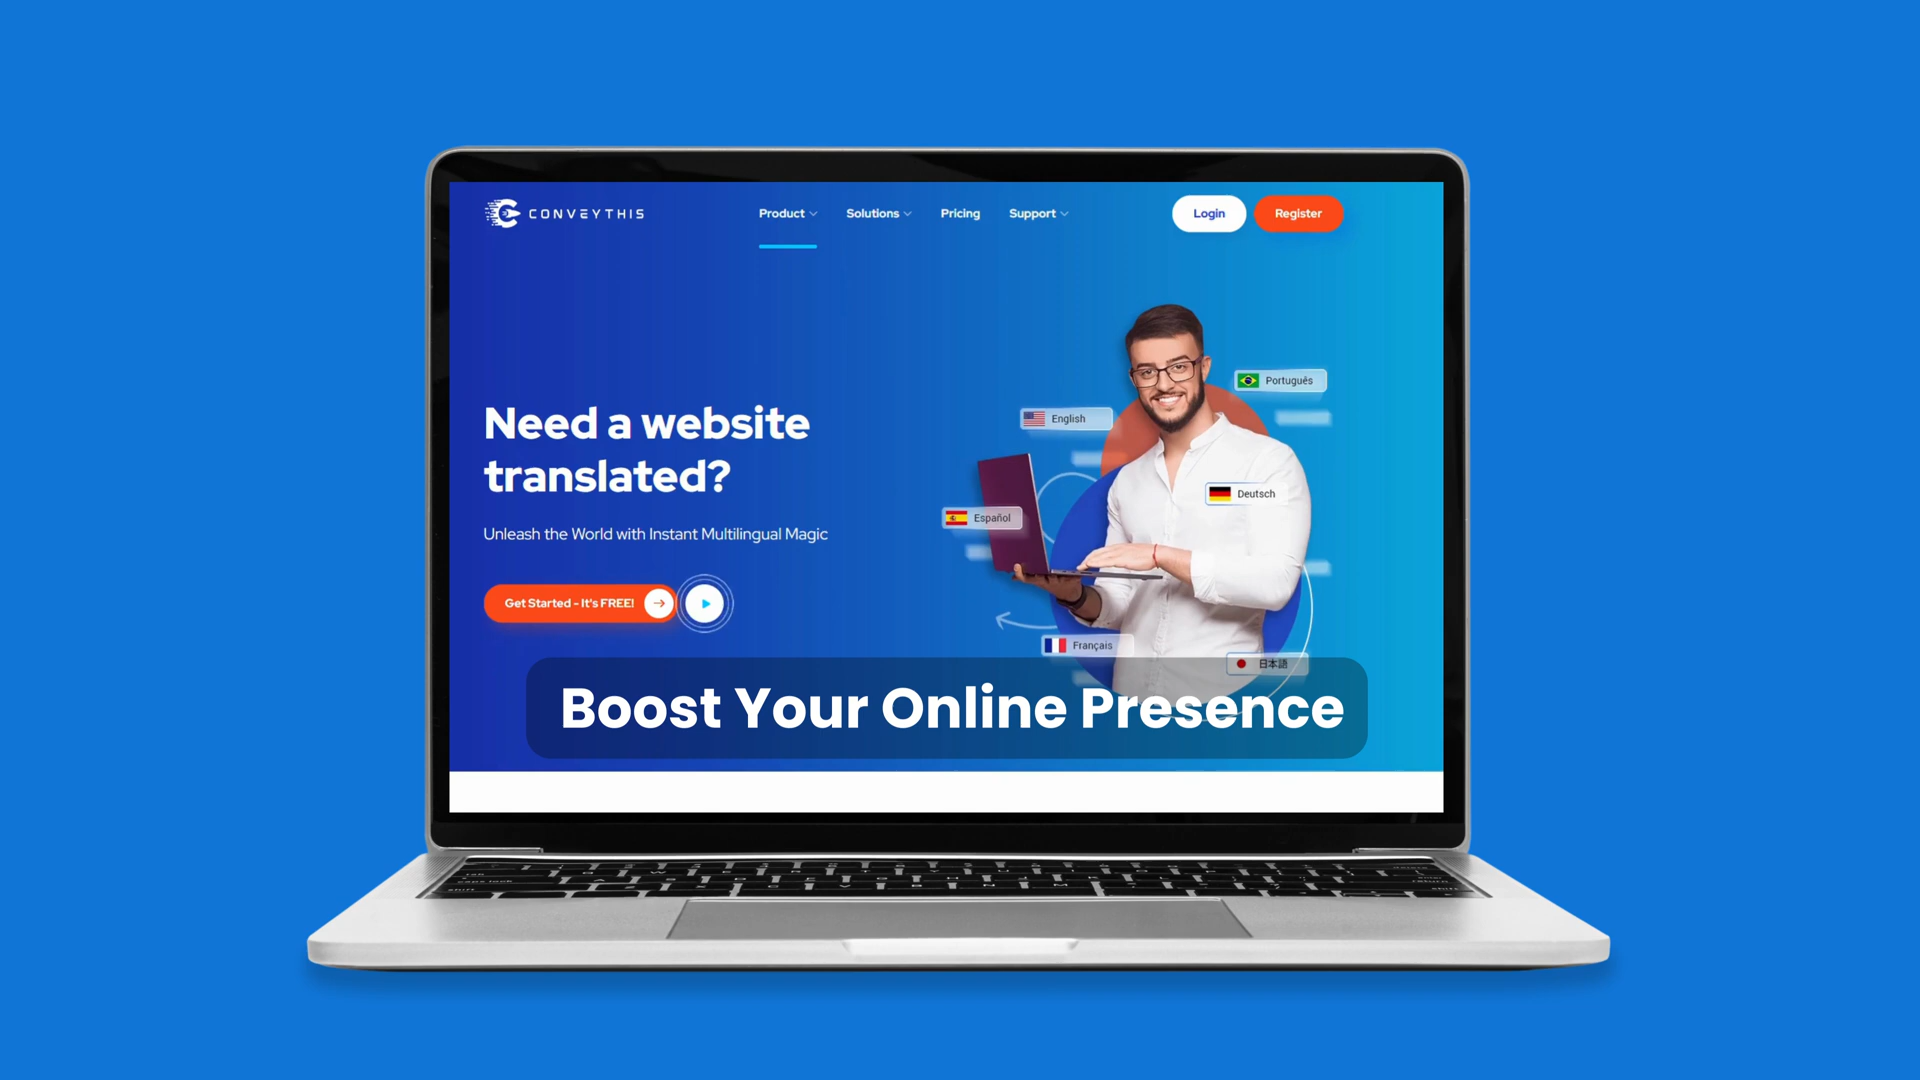 CONVEYTHIS
Product
Solutions
Pricing
Support
Login
Register
Need a website
translated?
Unleash the World with Instant Multilingual Magic
Get Started - It's FREE!
Português
English
Deutsch
Español
Français
日本語
Boost Your Online Presence